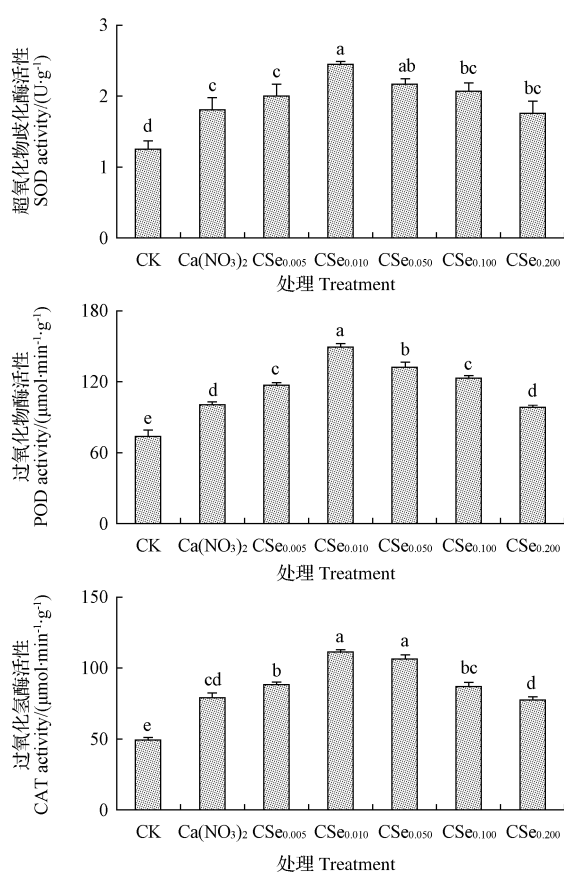 超氧化物歧化酶活性
SOD activity/(U·g⁻¹)
3
2
1
0
d
c
c
a
ab
bc
bc
CK Ca(NO₃)₂ CSe₀.₀₀₅ CSe₀.₀₁₀ CSe₀.₀₅₀ CSe₀.₁₀₀ CSe₀.₂₀₀
处理 Treatment
过氧化物酶活性
POD activity/(μmol·min⁻¹·g⁻¹)
180
120
60
0
e
d
c
a
b
c
d
CK Ca(NO₃)₂ CSe₀.₀₀₅ CSe₀.₀₁₀ CSe₀.₀₅₀ CSe₀.₁₀₀ CSe₀.₂₀₀
处理 Treatment
过氧化氢酶活性
CAT activity/(μmol·min⁻¹·g⁻¹)
150
100
50
0
e
cd
b
a
a
bc
d
CK Ca(NO₃)₂ CSe₀.₀₀₅ CSe₀.₀₁₀ CSe₀.₀₅₀ CSe₀.₁₀₀ CSe₀.₂₀₀
处理 Treatment